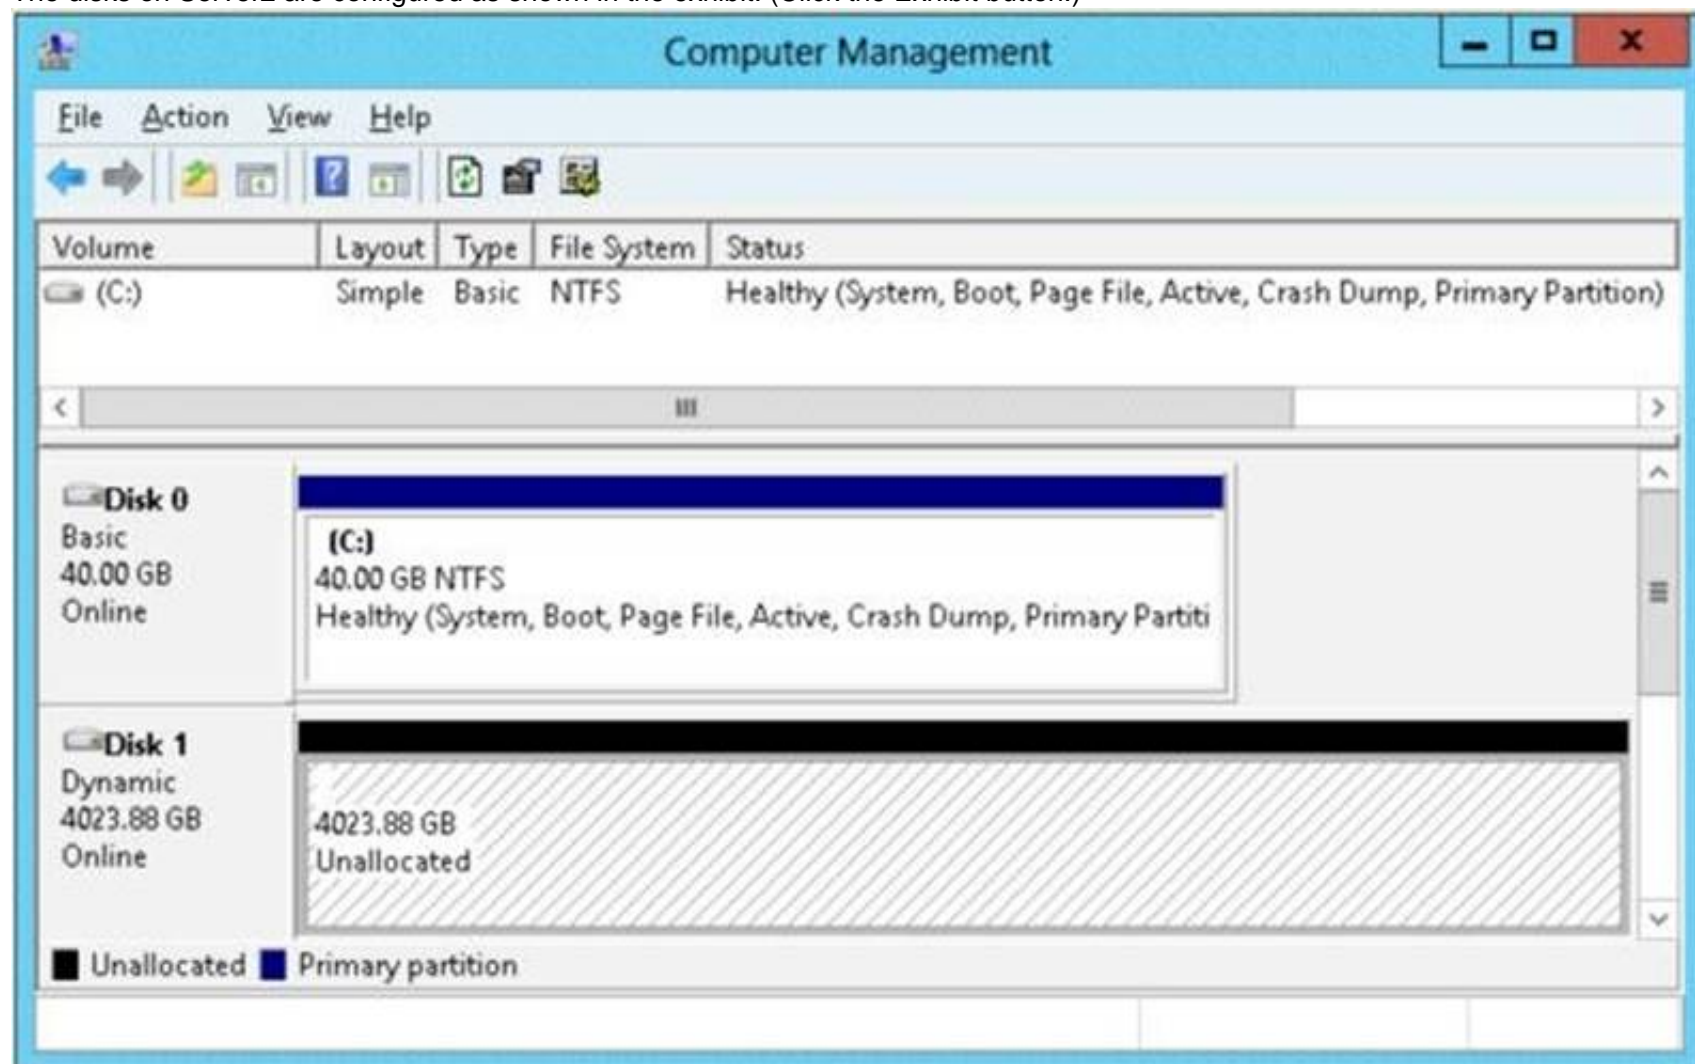 Computer Management
File Action View Help
Volume Layout Type File System Status
(C:) Simple Basic NTFS Healthy (System, Boot, Page File, Active, Crash Dump, Primary Partition)
Disk 0
Basic
40.00 GB
Online
(C:)
40.00 GB NTFS
Healthy (System, Boot, Page File, Active, Crash Dump, Primary Partiti
Disk 1
Dynamic
4023.88 GB
Online
4023.88 GB
Unallocated
Unallocated Primary partition